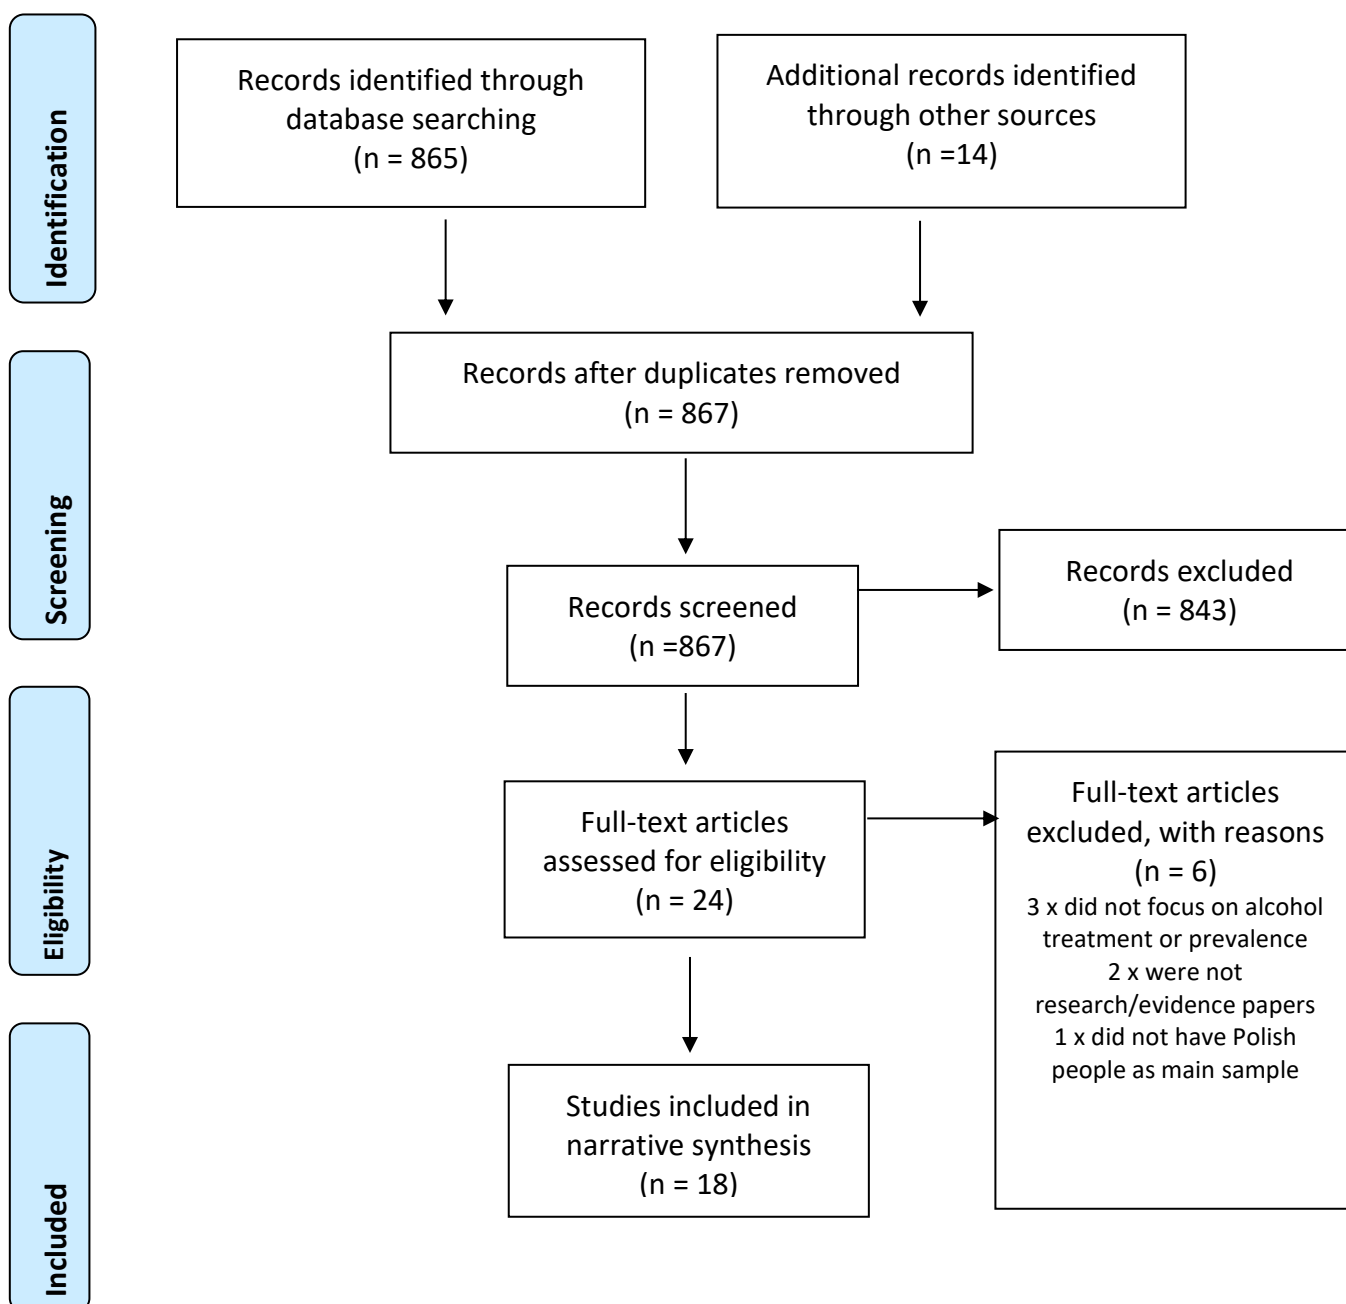 Identification
Records identified through
database searching
(n = 865)
Additional records identified
through other sources
(n =14)
Screening
Records after duplicates removed
(n = 867)
Records screened
(n =867)
Records excluded
(n = 843)
Eligibility
Full-text articles
assessed for eligibility
(n = 24)
Full-text articles
excluded, with reasons
(n = 6)
3 x did not focus on alcohol
treatment or prevalence
2 x were not
research/evidence papers
1 x did not have Polish
people as main sample
Included
Studies included in
narrative synthesis
(n = 18)